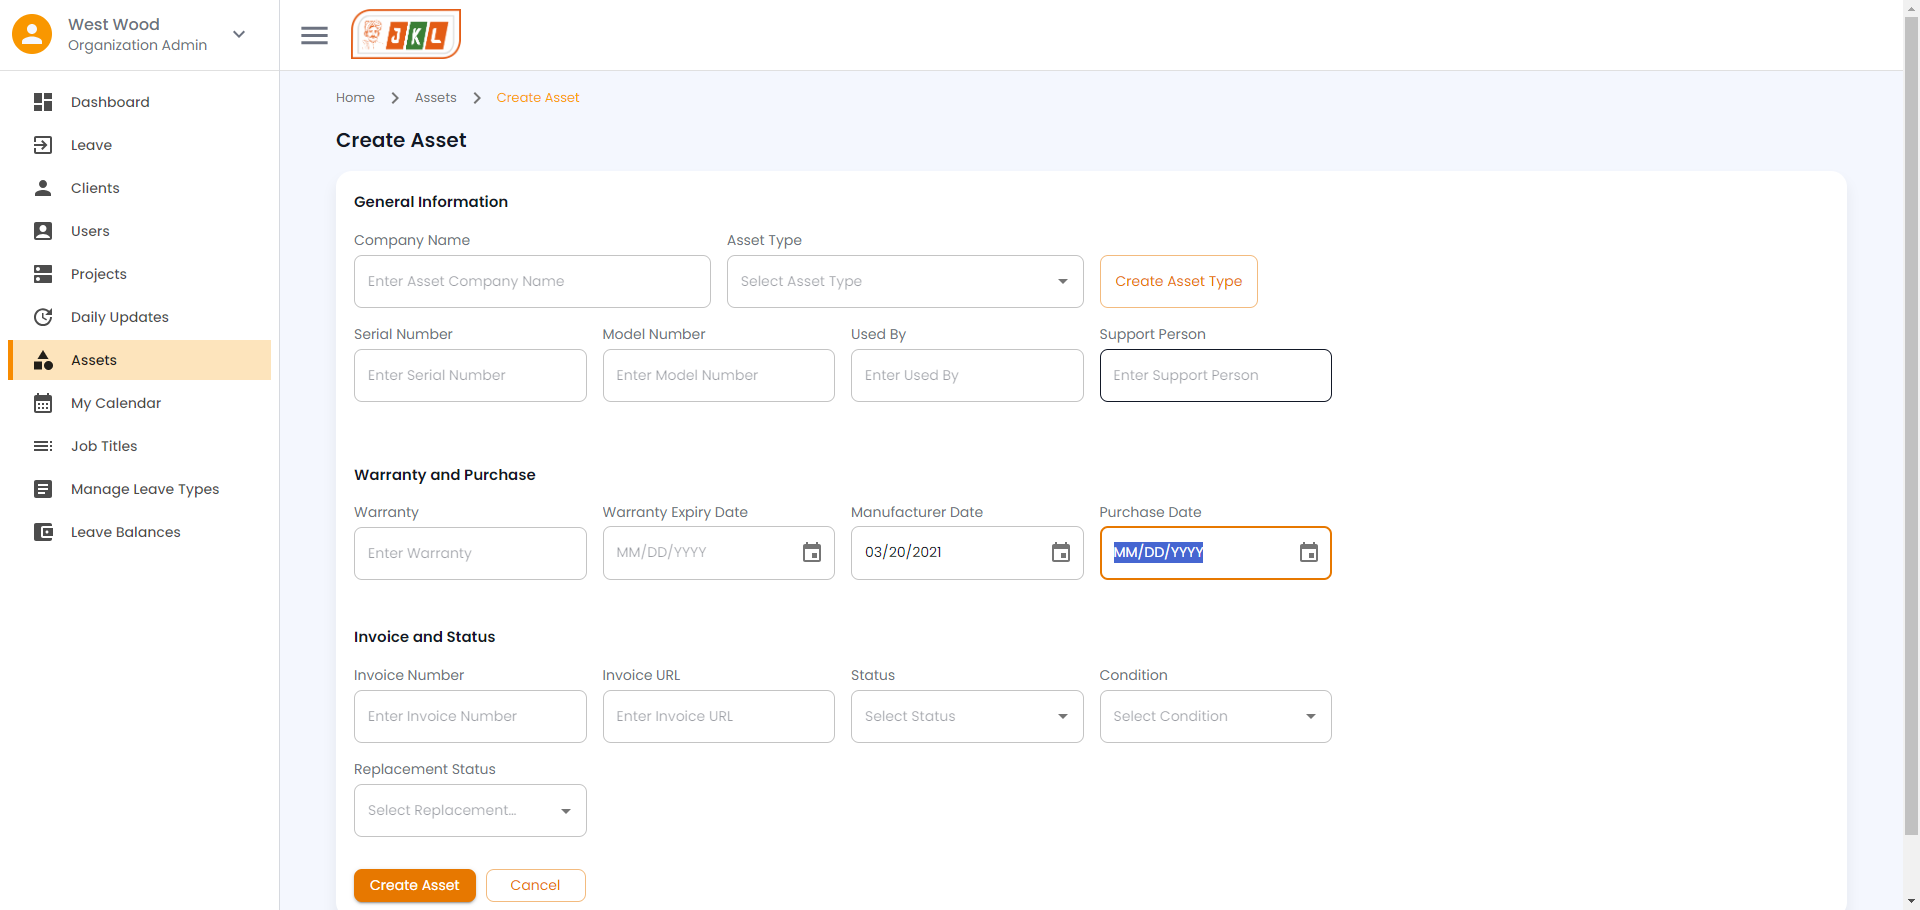 West Wood
Organization Admin
JKL
Dashboard
Leave
Clients
Users
Projects
Daily Updates
Assets
My Calendar
Job Titles
Manage Leave Types
Leave Balances
Home > Assets > Create Asset
Create Asset
General Information
Company Name Asset Type
Enter Asset Company Name Select Asset Type Create Asset Type
Serial Number Model Number Used By Support Person
Enter Serial Number Enter Model Number Enter Used By Enter Support Person
Warranty and Purchase
Warranty Warranty Expiry Date Manufacturer Date Purchase Date
Enter Warranty MM/DD/YYYY 03/20/2021 MM/DD/YYYY
Invoice and Status
Invoice Number Invoice URL Status Condition
Enter Invoice Number Enter Invoice URL Select Status Select Condition
Replacement Status
Select Replacement...
Create Asset Cancel